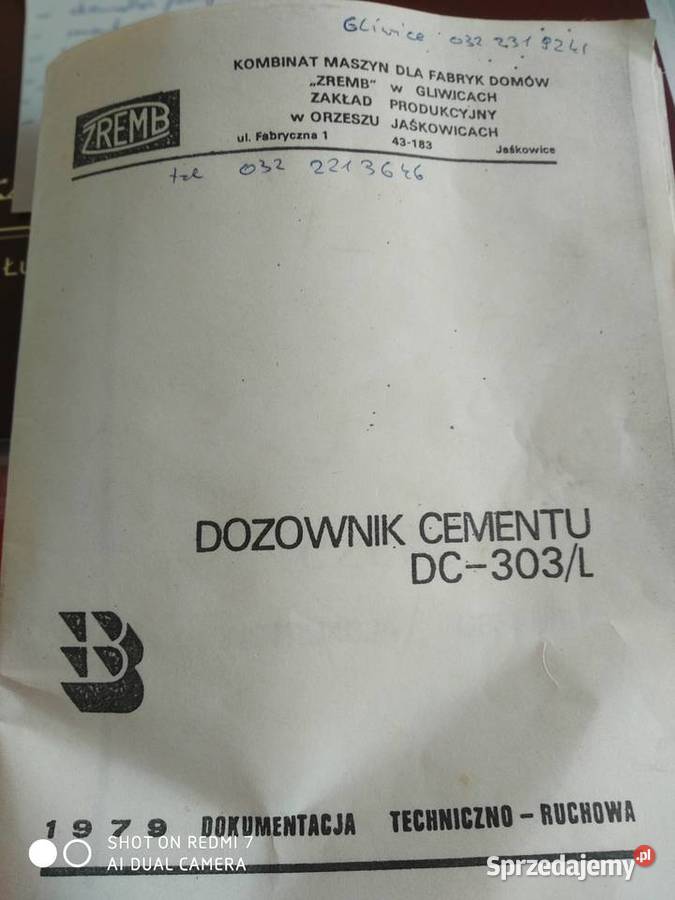 Gliwice 032 231 9241
KOMBINAT MASZYN DLA FABRYK DOMÓW
„ZREMB" w GLIWICACH
ZAKŁAD PRODUKCYJNY
w ORZESZU JAŚKOWICACH
ul. Fabryczna 1 43-183 Jaśkowice
ZREMB
tel 032 2213646
DOZOWNIK CEMENTU
DC-303/L
1979 DOKUMENTACJA TECHNICZNO-RUCHOWA
SHOT ON REDMI 7
AI DUAL CAMERA
Sprzedajemy.pl